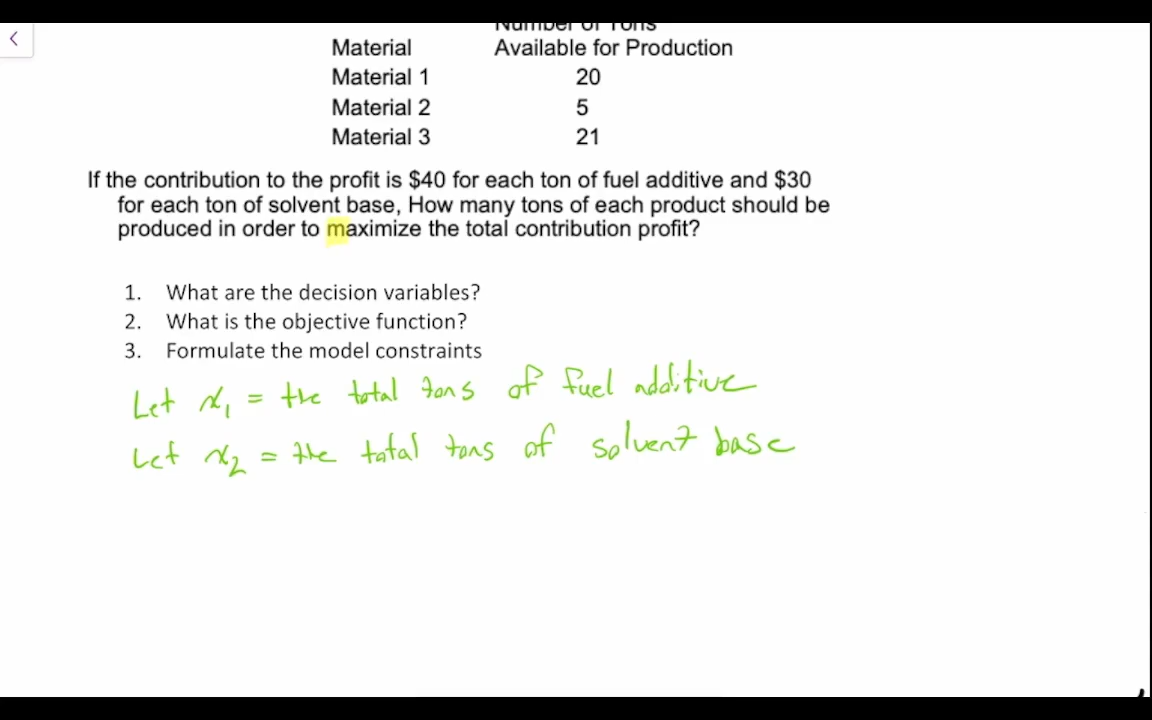 Number of Tons
Material Available for Production
Material 1 20
Material 2 5
Material 3 21
If the contribution to the profit is $40 for each ton of fuel additive and $30
for each ton of solvent base, How many tons of each product should be
produced in order to maximize the total contribution profit?
1. What are the decision variables?
2. What is the objective function?
3. Formulate the model constraints
Let x₁ = the total tons of fuel additive
Let x₂ = the total tons of solvent base